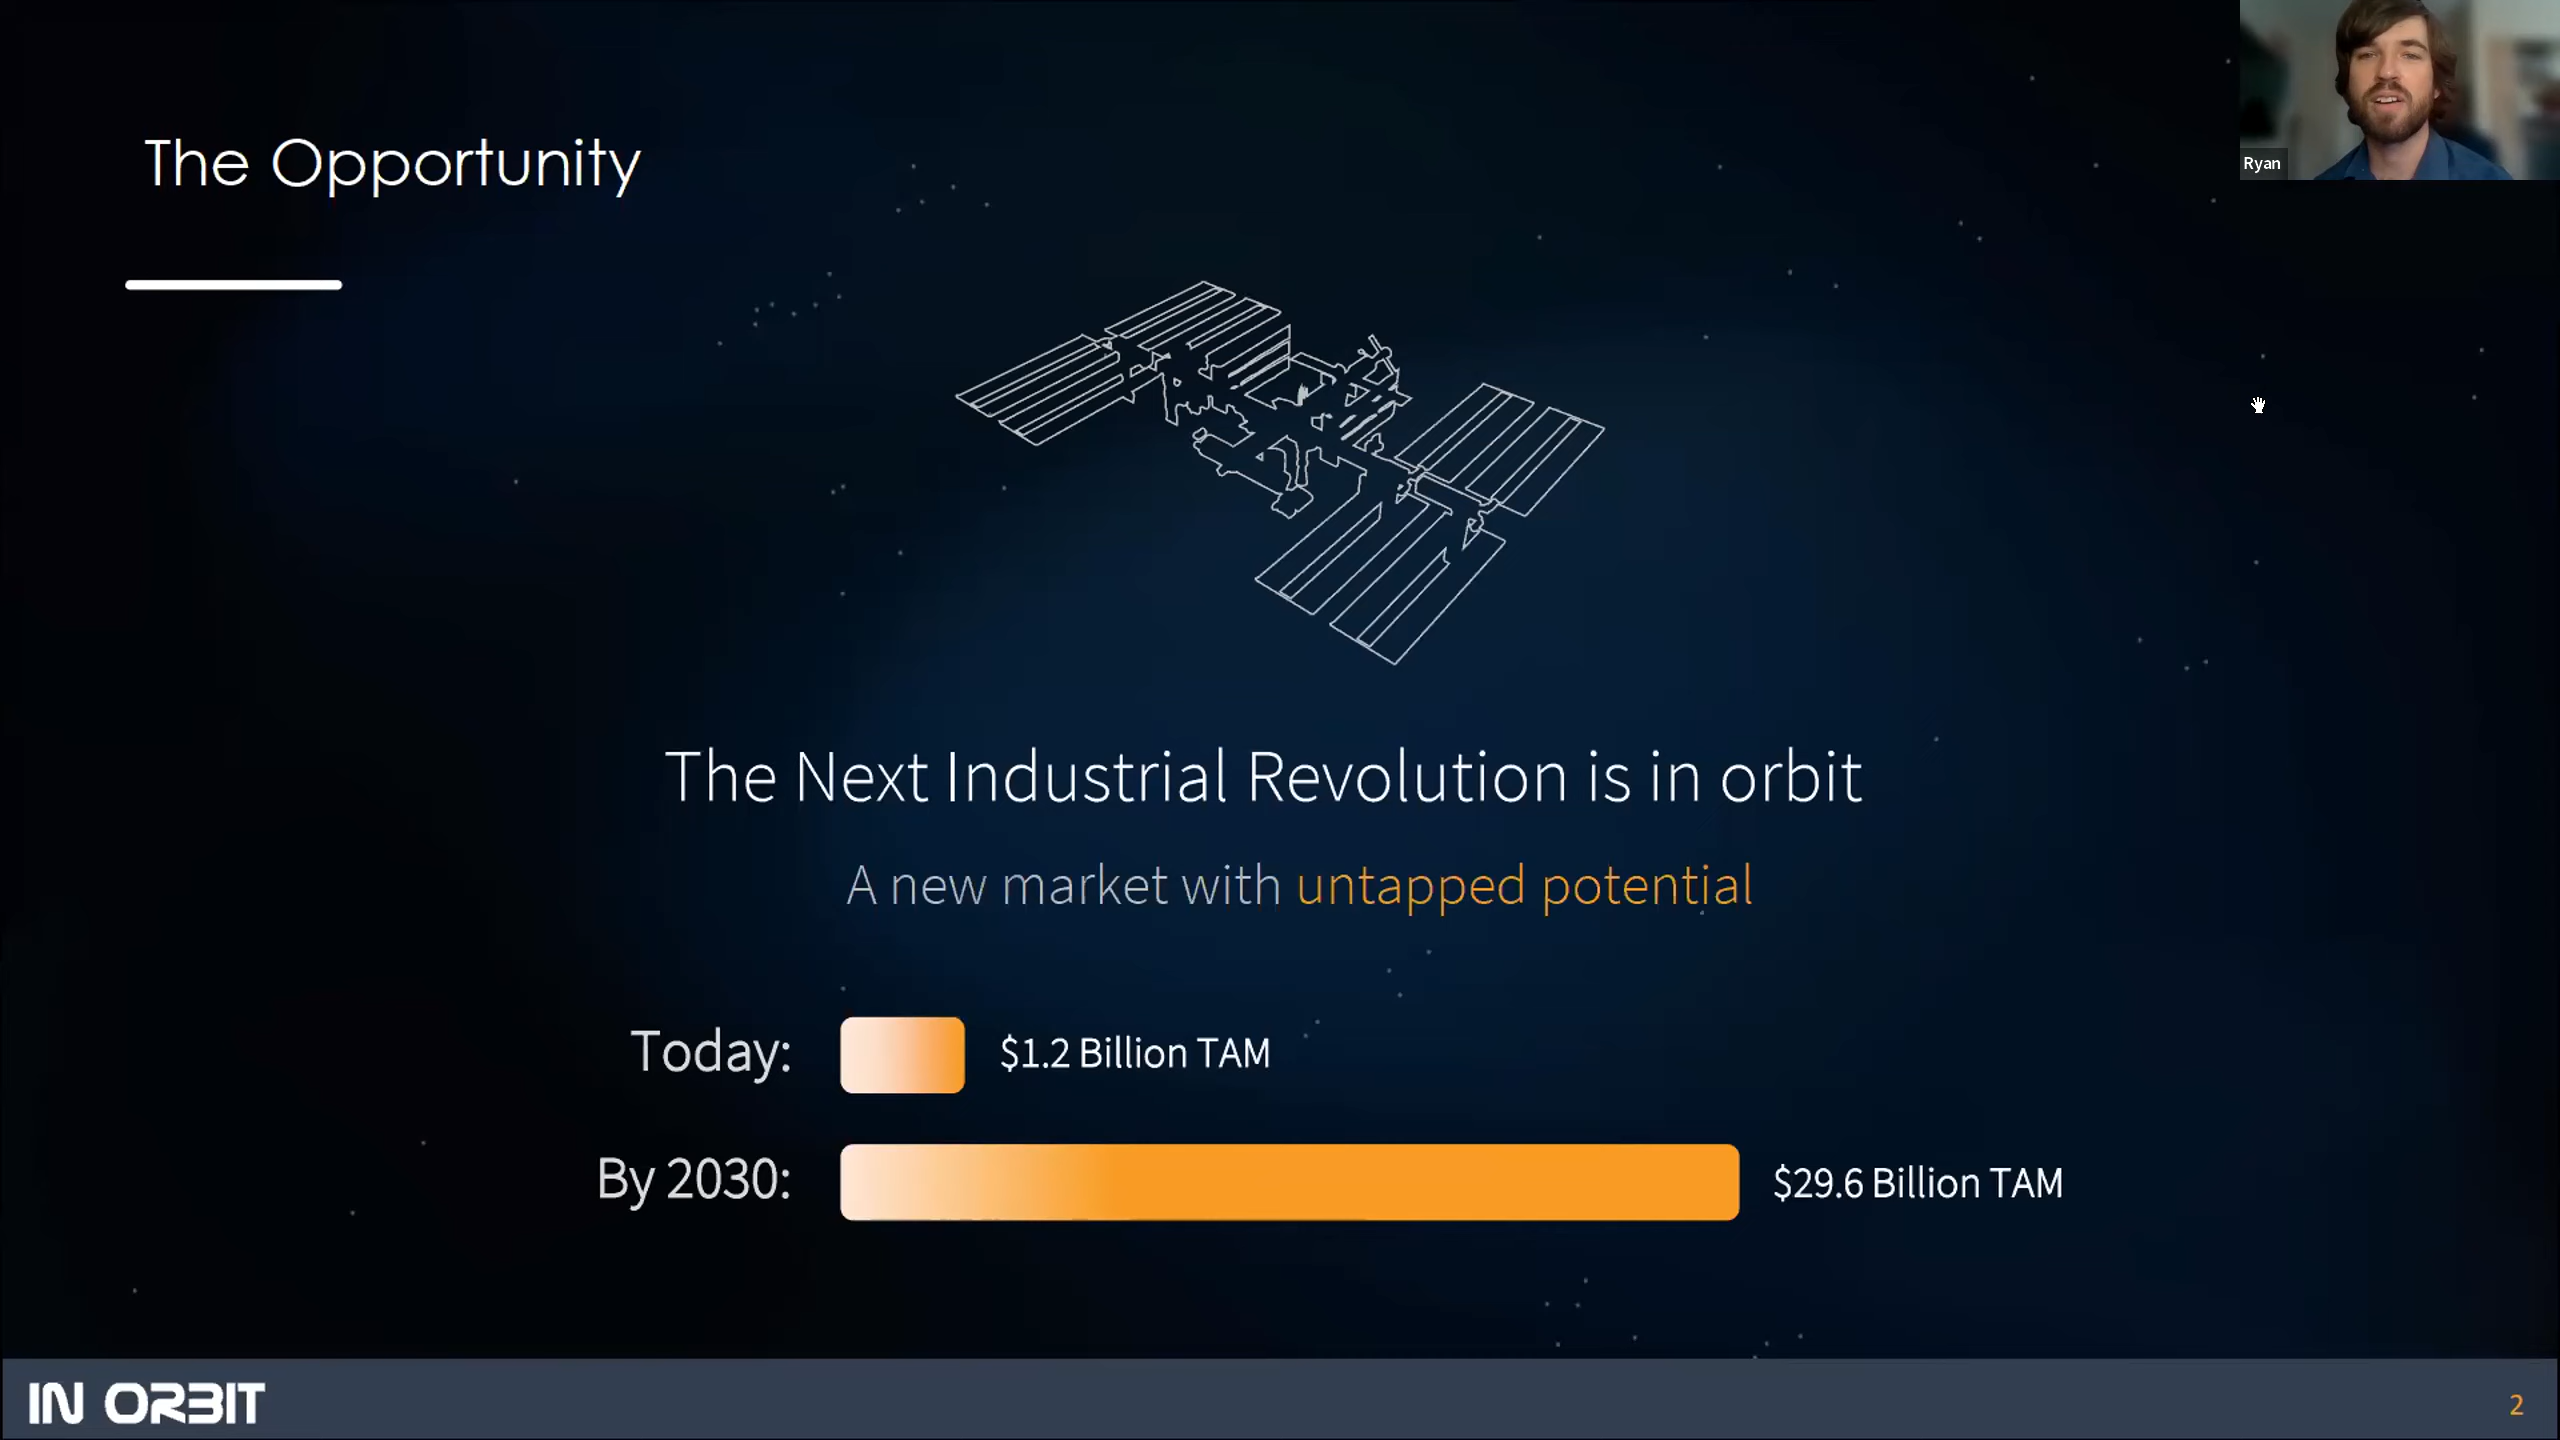 The Opportunity
Ryan
The Next Industrial Revolution is in orbit
A new market with untapped potential
Today:
$1.2 Billion TAM
By 2030:
$29.6 Billion TAM
IN ORBIT
2